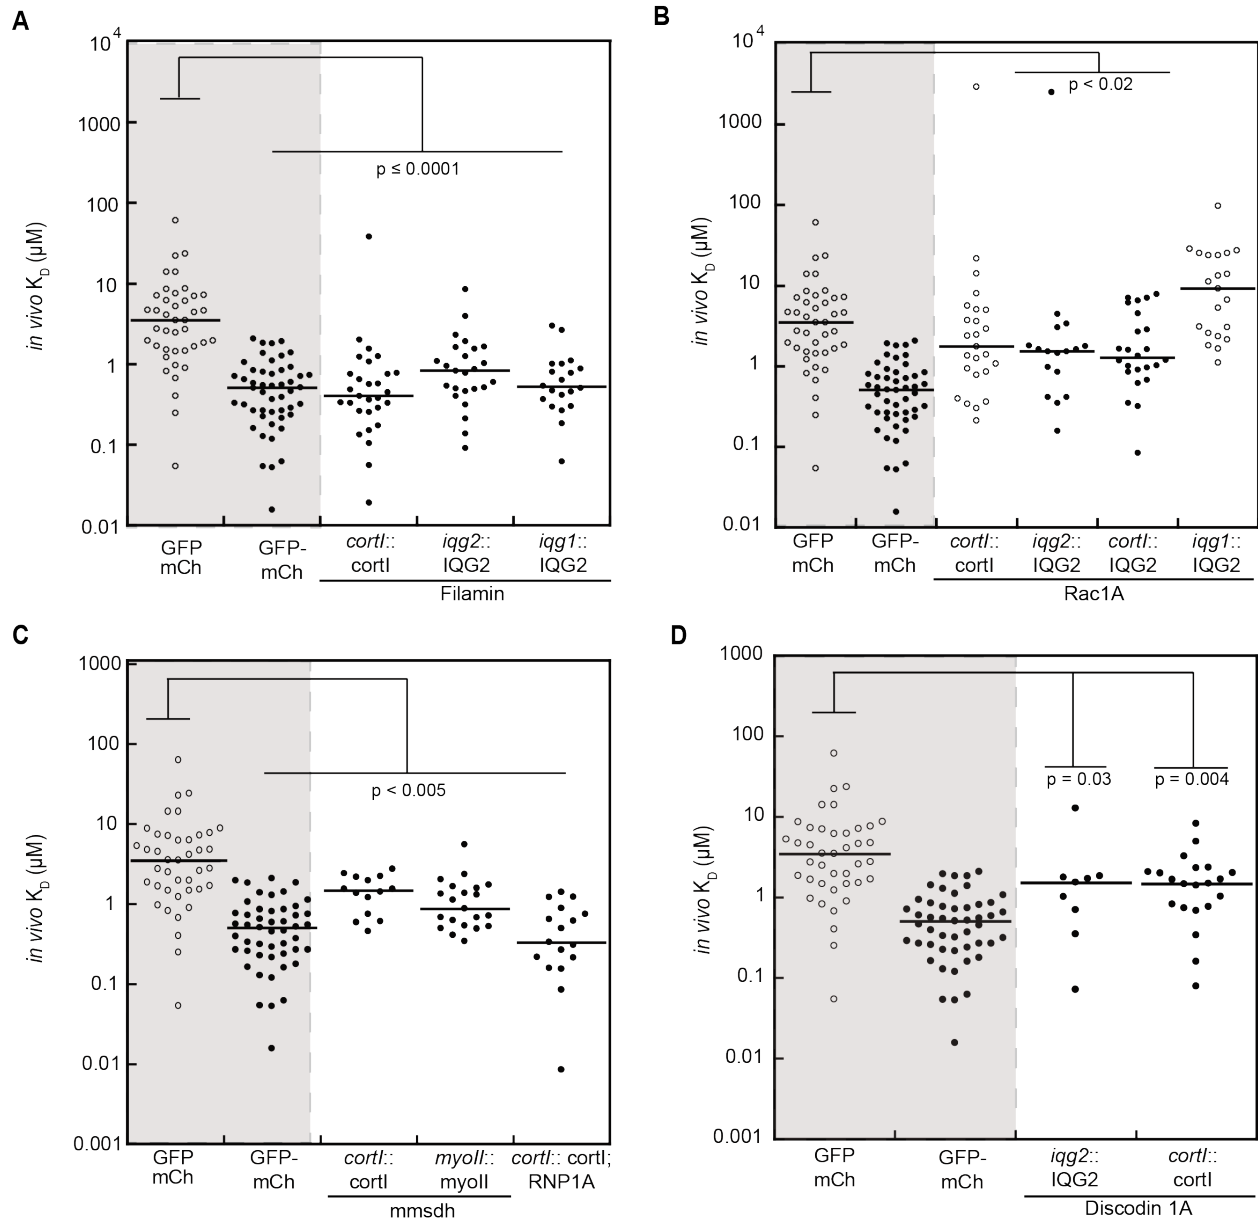 A
10^4
1000
100
10
1
0.1
0.01
in vivo K_D (µM)
p ≤ 0.0001
GFP
mCh
GFP-
mCh
cortI::
cortI
iqg2::
IQG2
iqg1::
IQG2
Filamin
B
10^4
1000
100
10
1
0.1
0.01
in vivo K_D (µM)
p < 0.02
GFP
mCh
GFP-
mCh
cortI::
cortI
iqg2::
IQG2
cortI::
IQG2
iqg1::
IQG2
Rac1A
C
1000
100
10
1
0.1
0.01
0.001
in vivo K_D (µM)
p < 0.005
GFP
mCh
GFP-
mCh
cortI::
cortI
myoII::
myoII
cortI:: cortI;
RNP1A
mmsdh
D
1000
100
10
1
0.1
0.01
0.001
in vivo K_D (µM)
p = 0.03
p = 0.004
GFP
mCh
GFP-
mCh
iqg2::
IQG2
cortI::
cortI
Discodin 1A